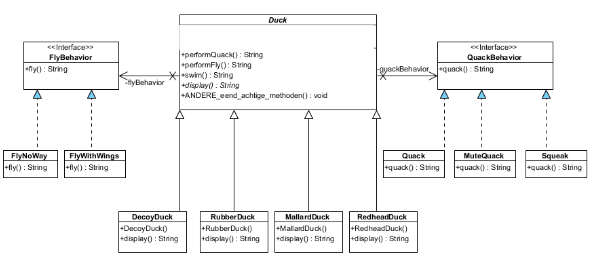 Duck
+performQuack() : String
+performFly() : String
+swim() : String
+display() : String
+ANDERE_eend_achtige_methoden() : void
<<Interface>>
FlyBehavior
+fly() : String
-flyBehavior
-quackBehavior
<<Interface>>
QuackBehavior
+quack() : String
FlyNoWay
+fly() : String
FlyWithWings
+fly() : String
Quack
+quack() : String
MuteQuack
+quack() : String
Squeak
+quack() : String
DecoyDuck
+DecoyDuck()
+display() : String
RubberDuck
+RubberDuck()
+display() : String
MallardDuck
+MallardDuck()
+display() : String
RedheadDuck
+RedheadDuck()
+display() : String